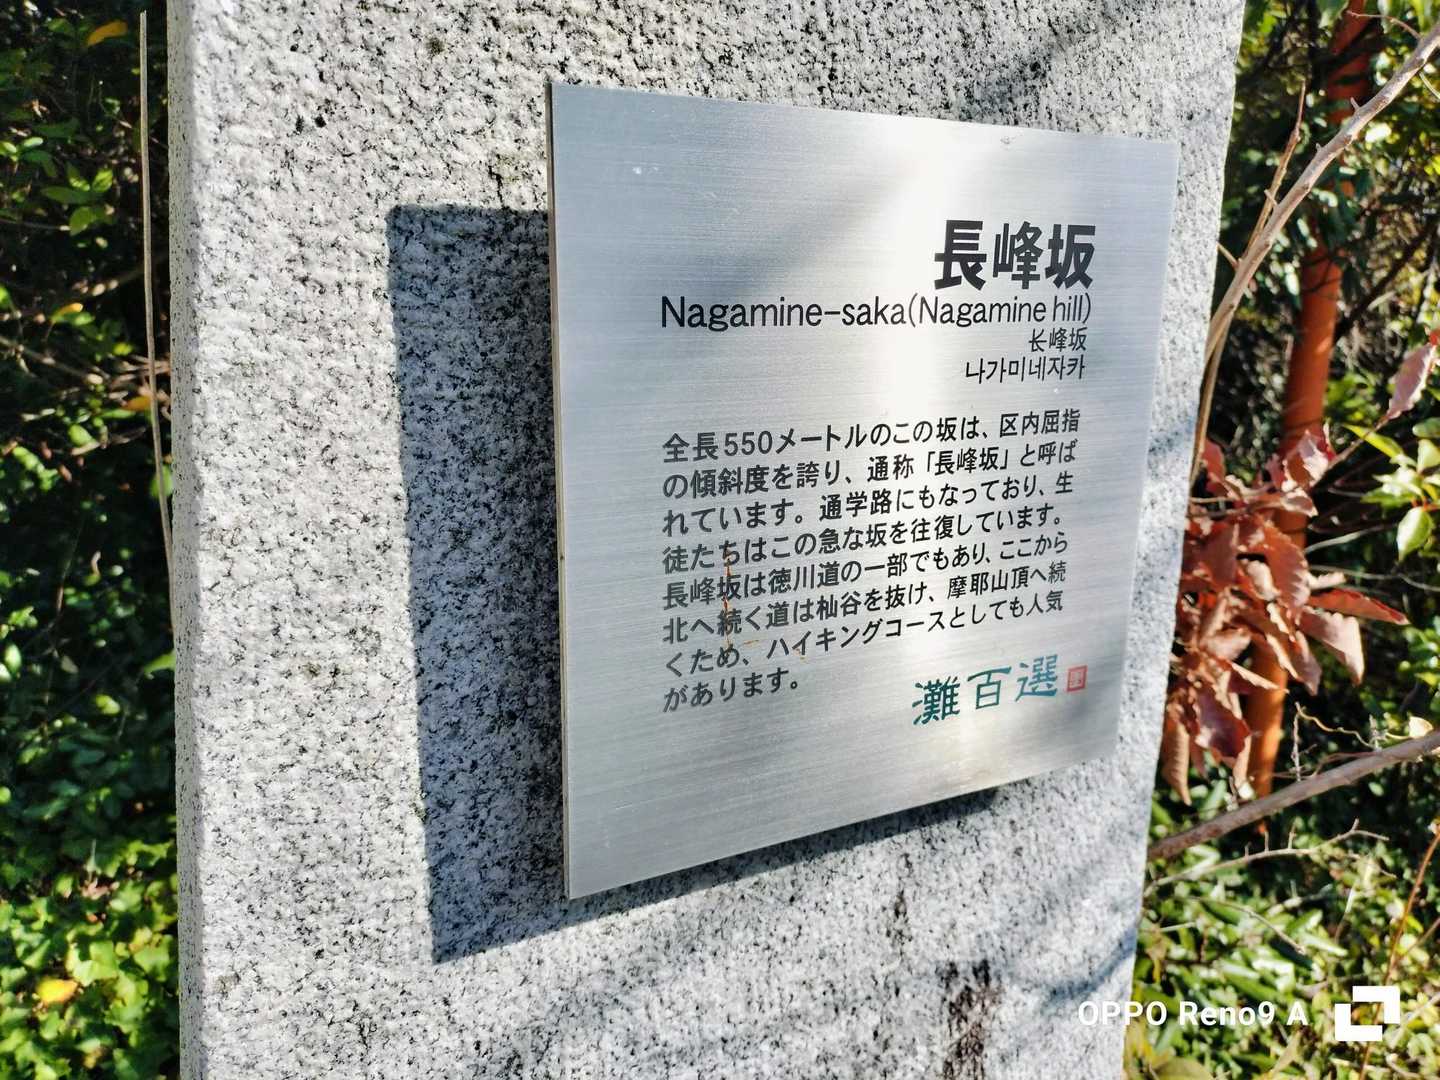 長峰坂
Nagamine-saka(Nagamine hill)
长峰坂
나가미네자카
全長550メートルのこの坂は、区内屈指
の傾斜度を誇り、通称「長峰坂」と呼ば
れています。通学路にもなっており、生
徒たちはこの急な坂を往復しています。
長峰坂は徳川道の一部でもあり、ここから
北へ続く道は杣谷を抜け、摩耶山頂へ続
くため、ハイキングコースとしても人気
があります。
灘百選
OPPO Reno9 A